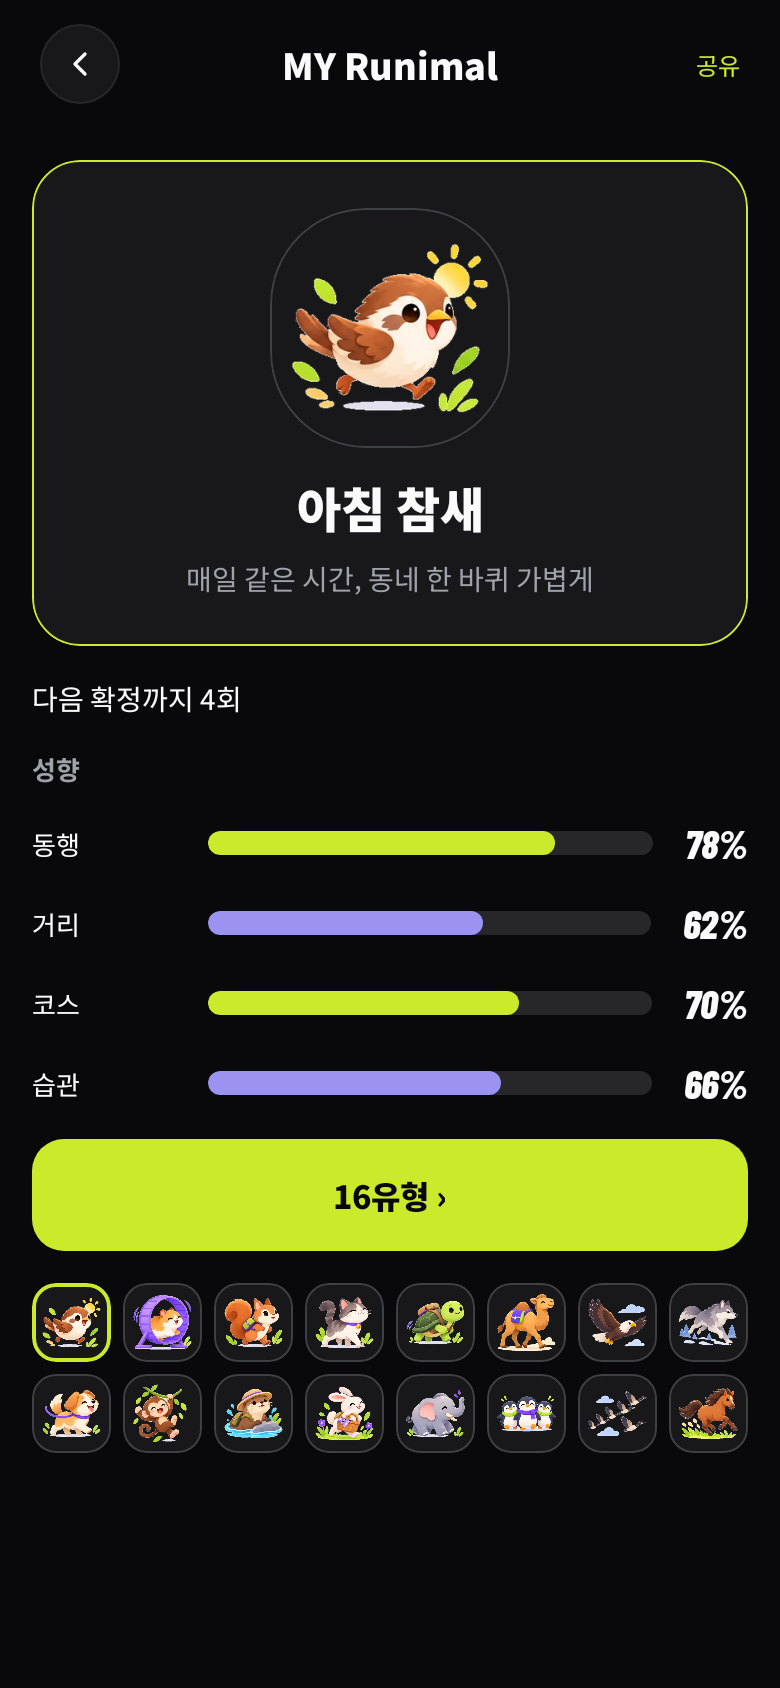 MY Runimal
공유
아침 참새
매일 같은 시간, 동네 한 바퀴 가볍게
다음 확정까지 4회
성향
동행 78%
거리 62%
코스 70%
습관 66%
16유형 ›